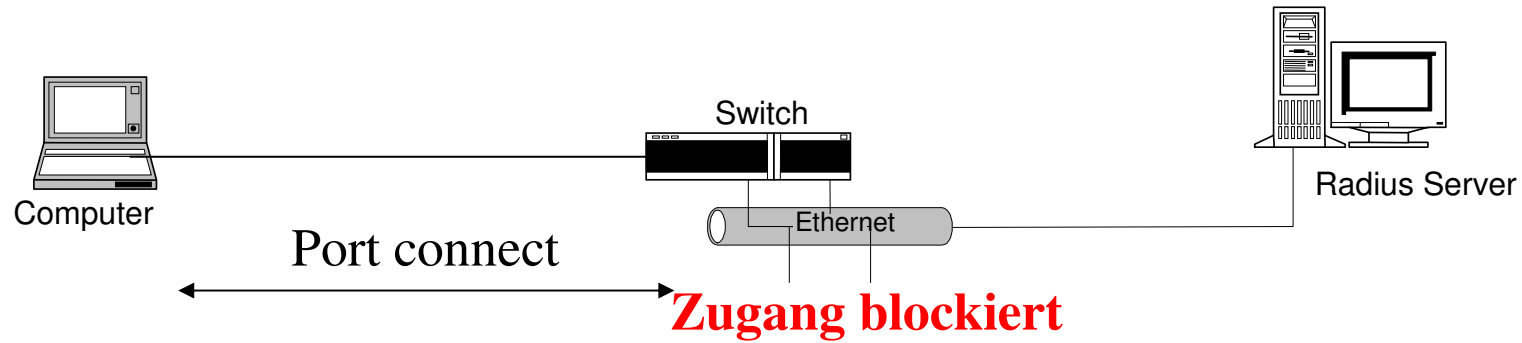 Switch
Computer
Radius Server
Ethernet
Port connect
Zugang blockiert